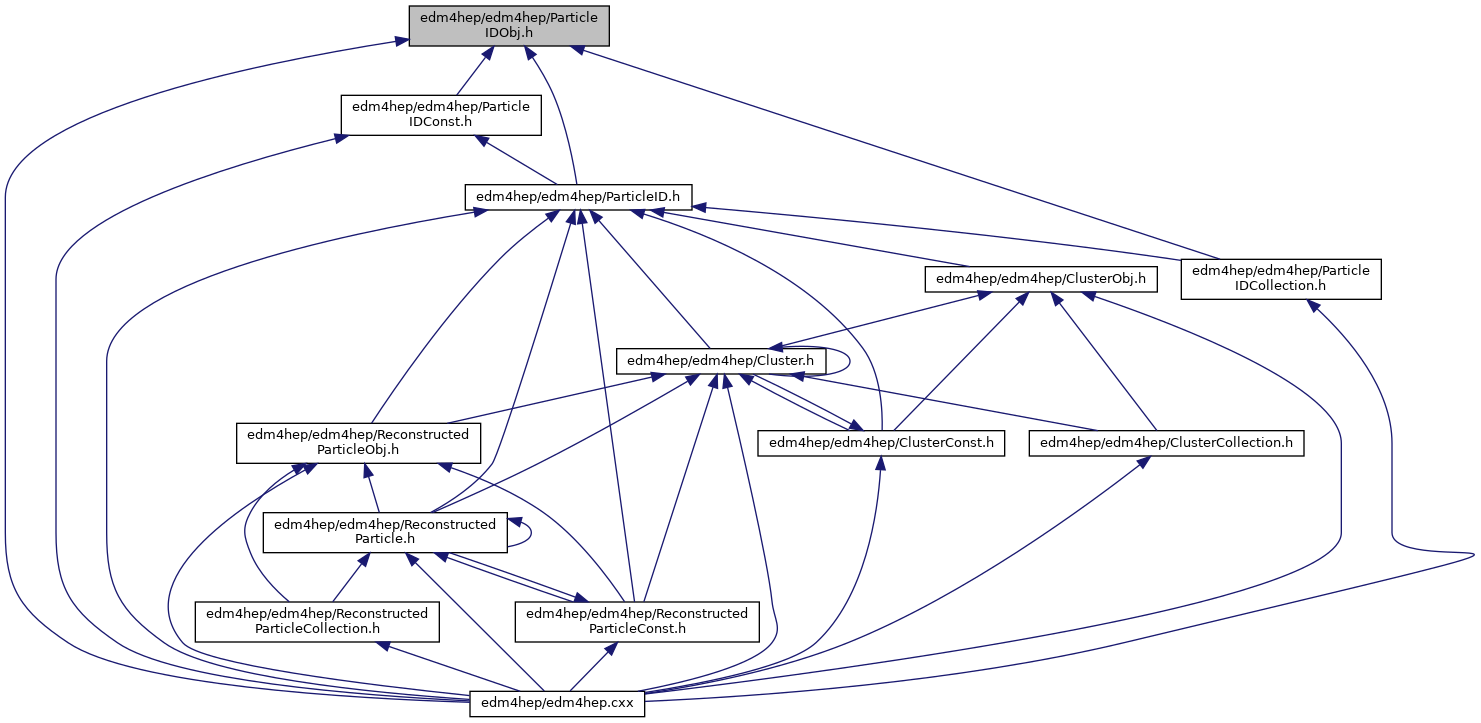 edm4hep/edm4hep/Particle
IDObj.h
edm4hep/edm4hep/Particle
IDConst.h
edm4hep/edm4hep/ParticleID.h
edm4hep/edm4hep/ClusterObj.h
edm4hep/edm4hep/Particle
IDCollection.h
edm4hep/edm4hep/Cluster.h
edm4hep/edm4hep/Reconstructed
ParticleObj.h
edm4hep/edm4hep/ClusterConst.h
edm4hep/edm4hep/ClusterCollection.h
edm4hep/edm4hep/Reconstructed
Particle.h
edm4hep/edm4hep/Reconstructed
ParticleCollection.h
edm4hep/edm4hep/Reconstructed
ParticleConst.h
edm4hep/edm4hep.cxx